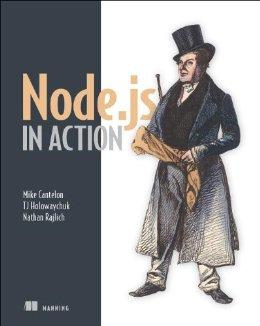 Node.js
IN ACTION
Mike Cantelon
TJ Holowaychuk
Nathan Rajlich
MANNING